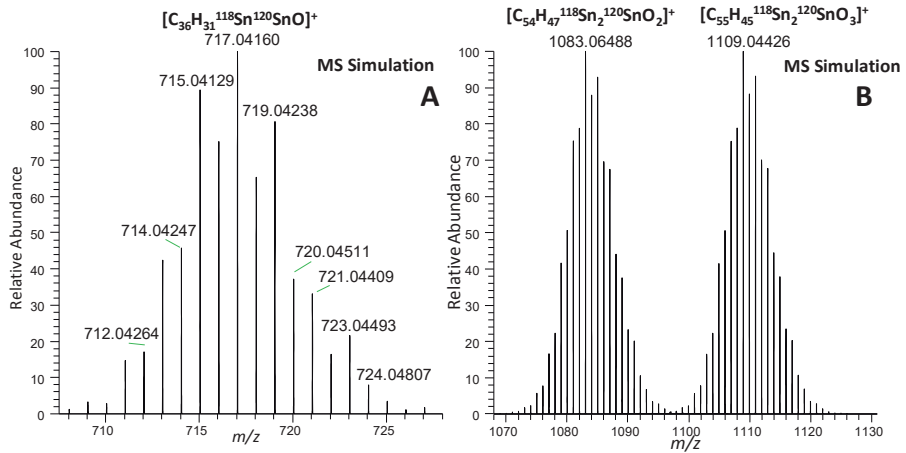 [C₃₆H₃₁¹¹⁸Sn¹²⁰SnO]⁺
717.04160
MS Simulation
A
715.04129
719.04238
714.04247
720.04511
721.04409
712.04264
723.04493
724.04807
Relative Abundance
100
90
80
70
60
50
40
30
20
10
0
710 715 720 725
m/z
[C₅₄H₄₇¹¹⁸Sn₂¹²⁰SnO₂]⁺ [C₅₅H₄₅¹¹⁸Sn₂¹²⁰SnO₃]⁺
1083.06488 1109.04426
MS Simulation
B
Relative Abundance
100
90
80
70
60
50
40
30
20
10
0
1070 1080 1090 1100 1110 1120 1130
m/z